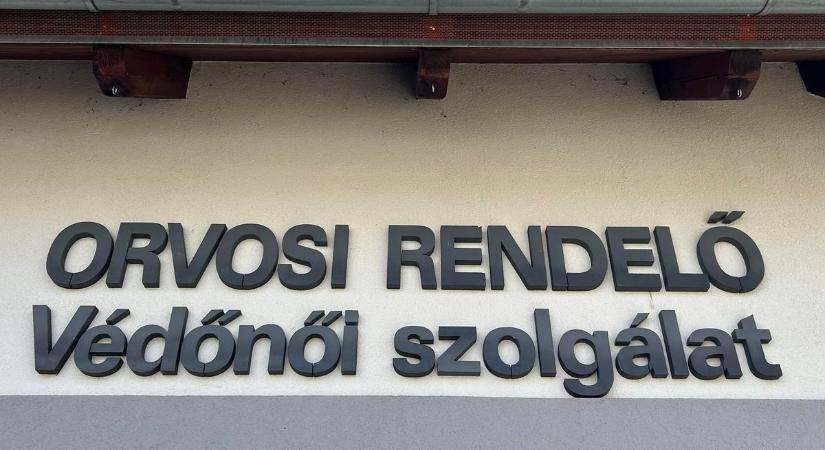 ORVOSI RENDELŐ
Védőnői szolgálat